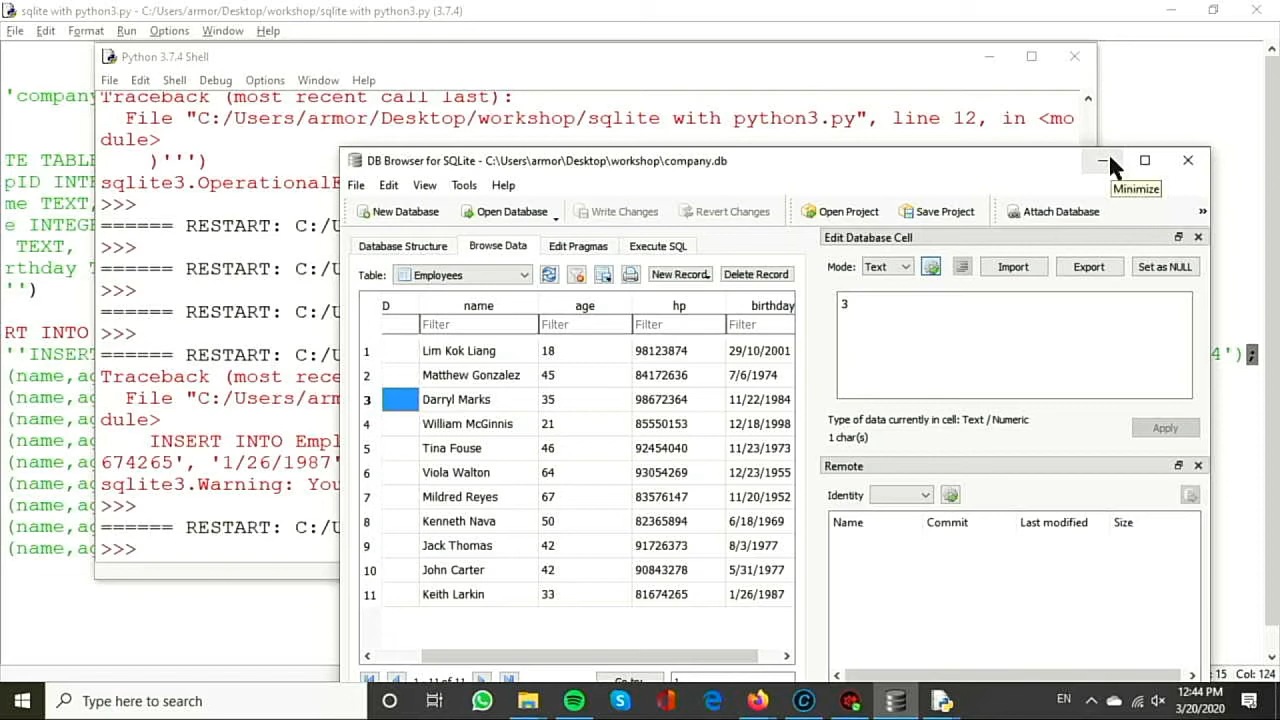 sqlite with python3.py - C:/Users/armor/Desktop/workshop/sqlite with python3.py (3.7.4)
File Edit Format Run Options Window Help
Python 3.7.4 Shell
File Edit Shell Debug Options Window Help
'company
TE TABL
pID INTE
me TEXT,
e INTEGE
TEXT,
rthday T
'')
RT INTO
''INSERT
4');
(name,ag
(name,ag
(name,ag
(name,ag
(name,ag
(name,ag
(name,ag
(name,ag
(name,ag
Traceback (most recent call last):
File "C:/Users/armor/Desktop/workshop/sqlite with python3.py", line 12, in <mo
dule>
)''')
sqlite3.OperationalE
>>>
====== RESTART: C:/U
>>>
====== RESTART: C:/U
>>>
====== RESTART: C:/U
>>>
====== RESTART: C:/U
Traceback (most rece
File "C:/Users/arm
dule>
INSERT INTO Empl
674265', '1/26/1987'
sqlite3.Warning: You
>>>
====== RESTART: C:/U
>>>
DB Browser for SQLite - C:\Users\armor\Desktop\workshop\company.db
Minimize
File Edit View Tools Help
New Database Open Database Write Changes Revert Changes Open Project Save Project Attach Database »
Database Structure Browse Data Edit Pragmas Execute SQL
Table: Employees New Record Delete Record
D name age hp birthday
Filter Filter Filter Filter
1 Lim Kok Liang 18 98123874 29/10/2001
2 Matthew Gonzalez 45 84172636 7/6/1974
3 Darryl Marks 35 98672364 11/22/1984
4 William McGinnis 21 85550153 12/18/1998
5 Tina Fouse 46 92454040 11/23/1973
6 Viola Walton 64 93054269 12/23/1955
7 Mildred Reyes 67 83576147 11/20/1952
8 Kenneth Nava 50 82365894 6/18/1969
9 Jack Thomas 42 91726373 8/3/1977
10 John Carter 42 90843278 5/31/1977
11 Keith Larkin 33 81674265 1/26/1987
1 - 11 of 11 Go to: 1
Edit Database Cell
Mode: Text Import Export Set as NULL
3
Type of data currently in cell: Text / Numeric
1 char(s)
Apply
Remote
Identity
Name Commit Last modified Size
15 Col: 124
Type here to search
EN
12:44 PM
3/20/2020